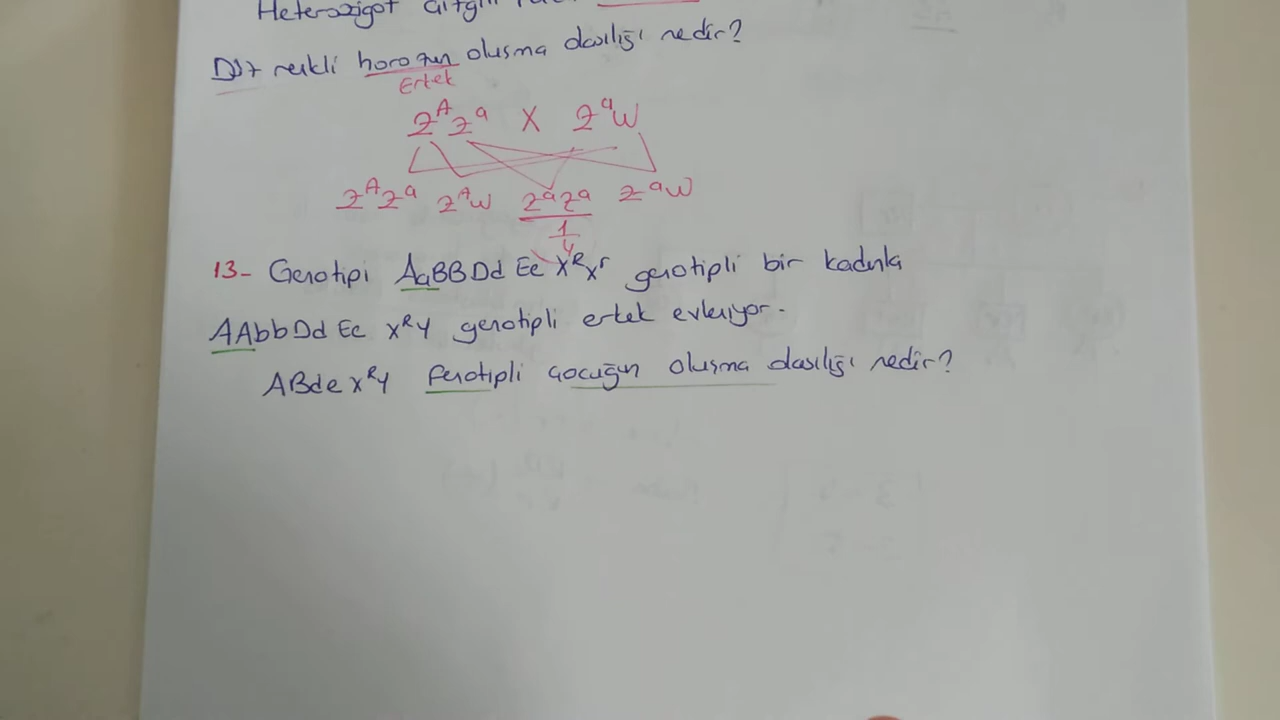 Heterozigot
Düz renkli horozun oluşma olasılığı nedir?
Erkek
Z^A Z^a X Z^a W
Z^A Z^a Z^A W Z^a Z^a Z^a W
1/4
13- Genotipi AaBBDdEe X^R X^r genotipli bir kadınla
AAbbDdEe X^R Y genotipli erkek evleniyor.
ABde X^R Y fenotipli çocuğun oluşma olasılığı nedir?